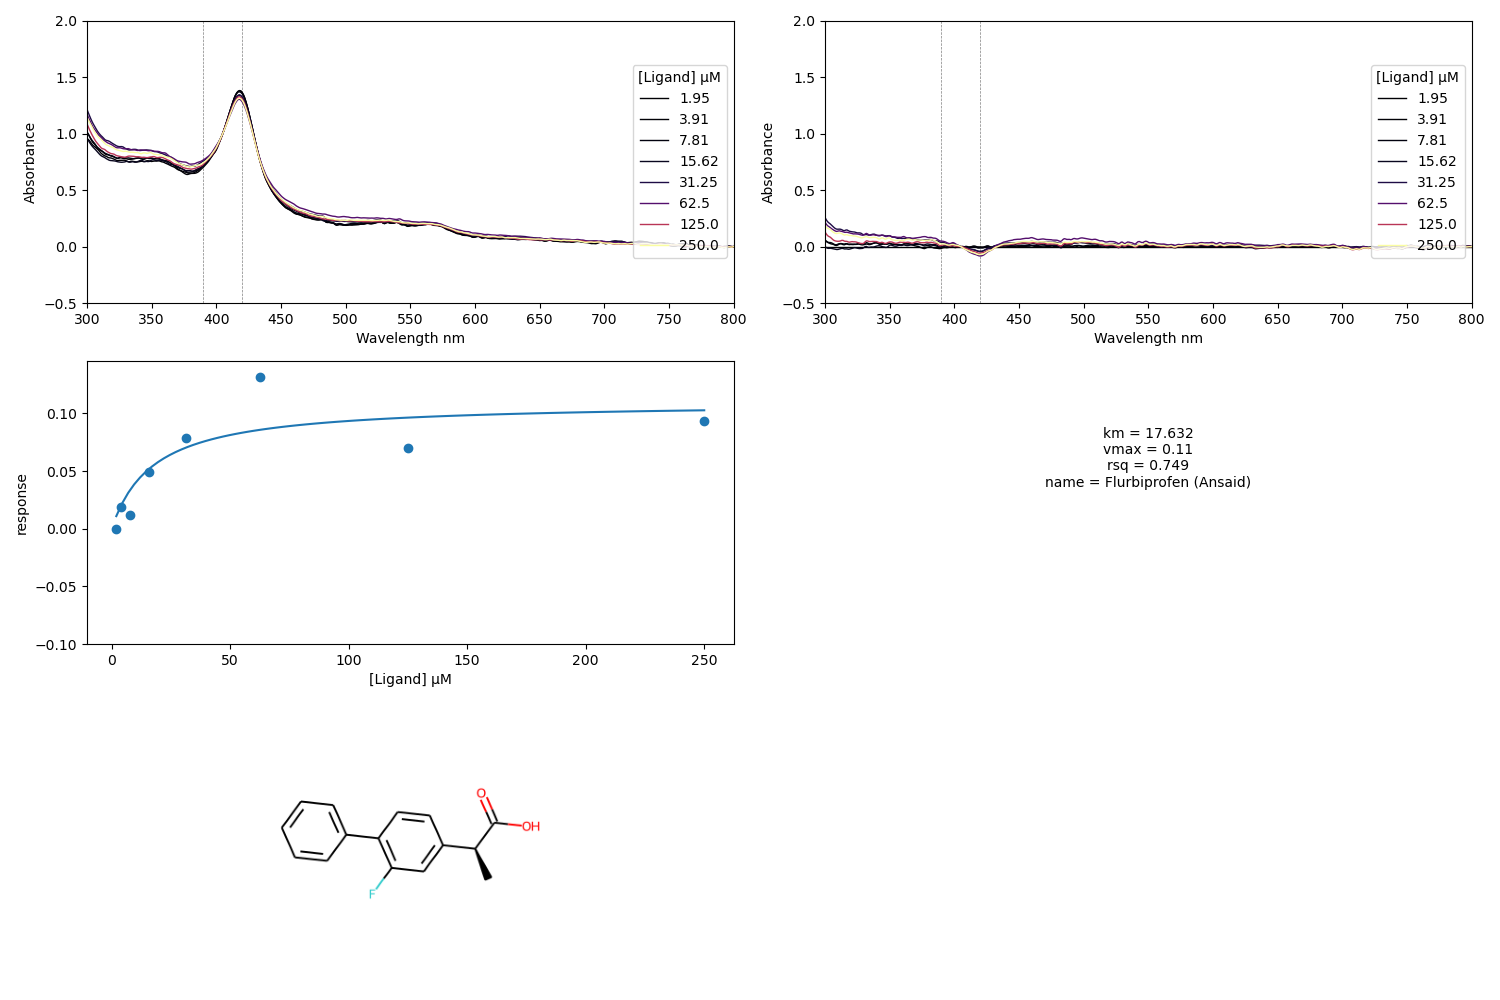 2.0
1.5
1.0
0.5
0.0
−0.5
Absorbance
300 350 400 450 500 550 600 650 700 750 800
Wavelength nm
[Ligand] µM
1.95
3.91
7.81
15.62
31.25
62.5
125.0
250.0
2.0
1.5
1.0
0.5
0.0
−0.5
Absorbance
300 350 400 450 500 550 600 650 700 750 800
Wavelength nm
[Ligand] µM
1.95
3.91
7.81
15.62
31.25
62.5
125.0
250.0
0.10
0.05
0.00
−0.05
−0.10
response
0 50 100 150 200 250
[Ligand] µM
km = 17.632
vmax = 0.11
rsq = 0.749
name = Flurbiprofen (Ansaid)
O
OH
F